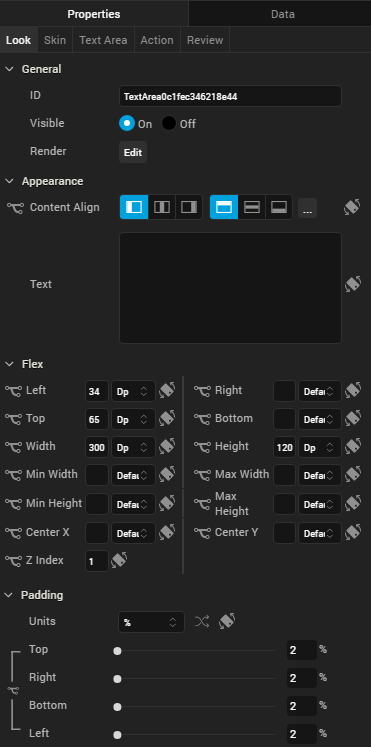 Properties Data
Look Skin Text Area Action Review
General
ID TextArea0c1fec346218e44
Visible On Off
Render Edit
Appearance
Content Align ...
Text
Flex
Left 34 Dp Right Defau
Top 65 Dp Bottom Defau
Width 300 Dp Height 120 Dp
Min Width Defau Max Width Defau
Min Height Defau Max Height Defau
Center X Defau Center Y Defau
Z Index 1
Padding
Units %
Top 2 %
Right 2 %
Bottom 2 %
Left 2 %